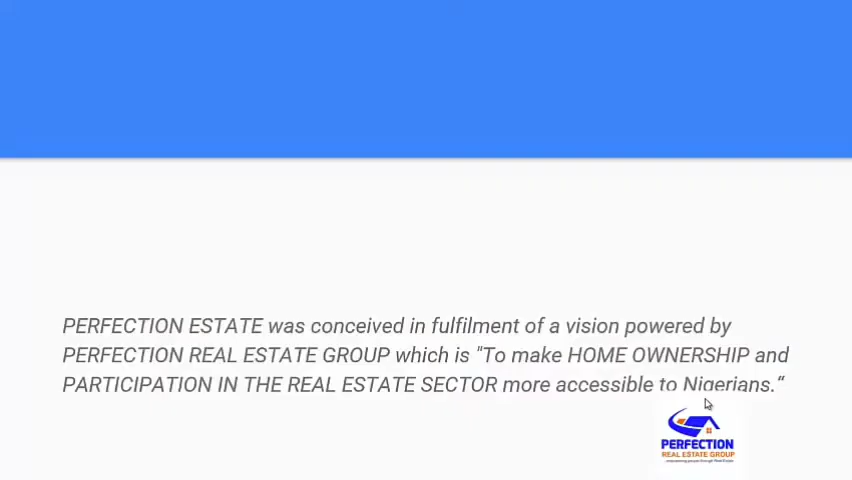 PERFECTION ESTATE was conceived in fulfilment of a vision powered by
PERFECTION REAL ESTATE GROUP which is "To make HOME OWNERSHIP and
PARTICIPATION IN THE REAL ESTATE SECTOR more accessible to Nigerians.“
PERFECTION
REAL ESTATE GROUP